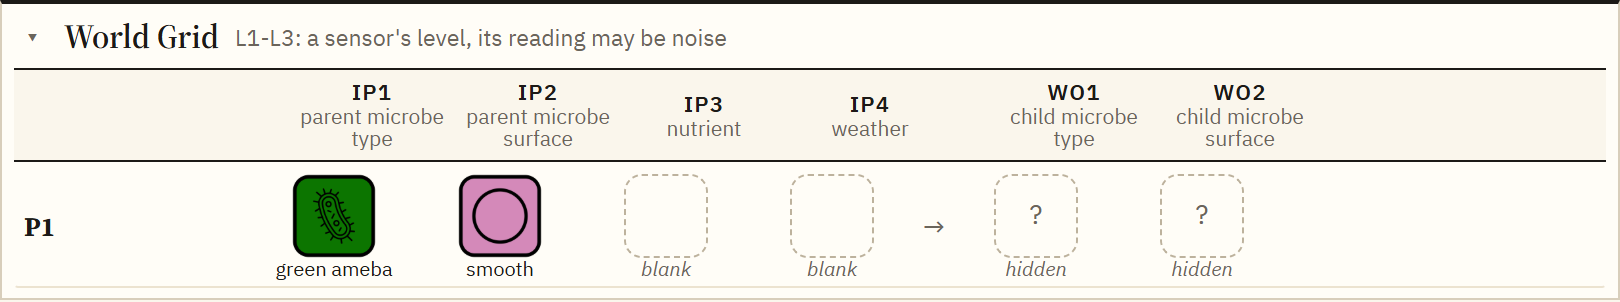 ▾ World Grid L1-L3: a sensor's level, its reading may be noise
IP1 IP2 IP3 IP4 WO1 WO2
parent microbe type
parent microbe surface
nutrient
weather
child microbe type
child microbe surface
P1
→ ? ?
green ameba smooth blank blank hidden hidden